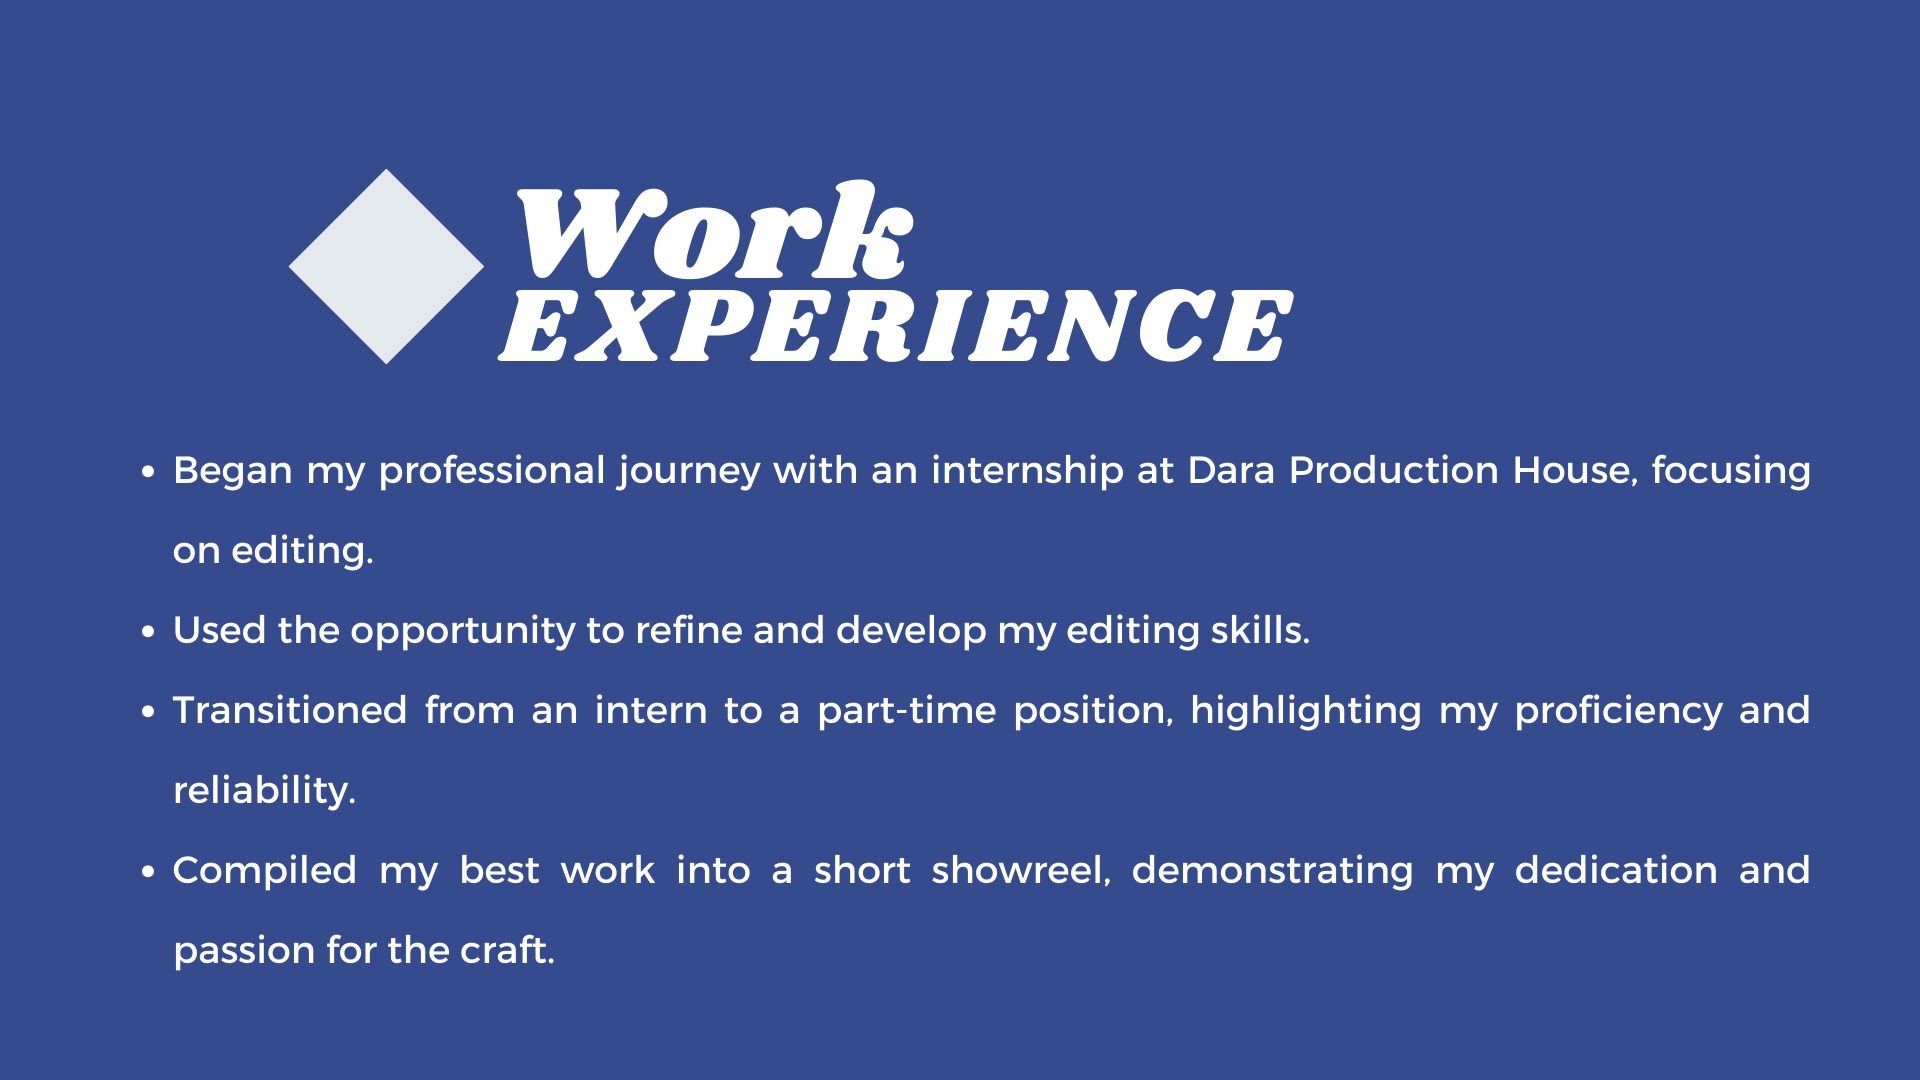 Work
EXPERIENCE
• Began my professional journey with an internship at Dara Production House, focusing
on editing.
• Used the opportunity to refine and develop my editing skills.
• Transitioned from an intern to a part-time position, highlighting my proficiency and
reliability.
• Compiled my best work into a short showreel, demonstrating my dedication and
passion for the craft.